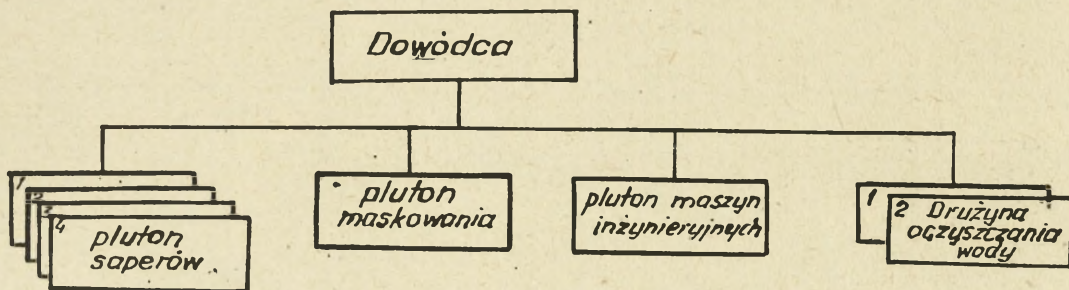 Dowódca
1
2
3
4 pluton
saperów
pluton
maskowania
pluton maszyn
inżynieryjnych
1
2 Drużyna
oczyszczania
wody